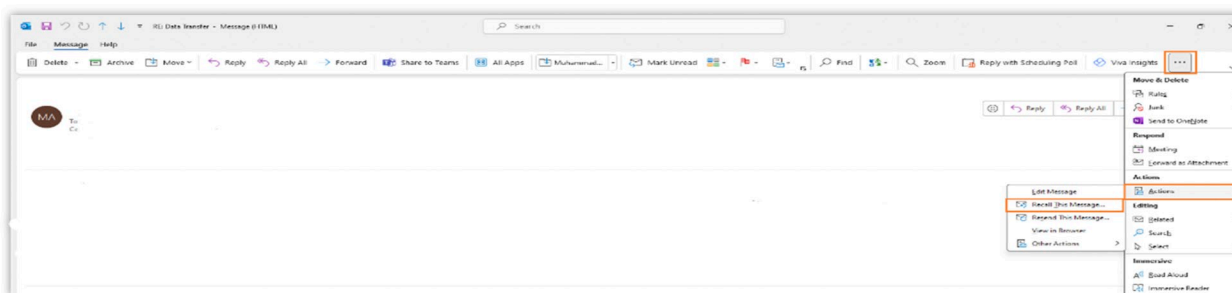 RE: Data Transfer - Message (HTML)
Search
File Message Help
Delete Archive Move Reply Reply All Forward Share to Teams All Apps Muhammad... Mark Unread Find Zoom Reply with Scheduling Poll Viva Insights ...
Move & Delete
Rules
Junk
Send to OneNote
Respond
Meeting
Forward as Attachment
Actions
Actions
Editing
Related
Search
Select
Immersive
Read Aloud
Immersive Reader
Reply Reply All
MA
To
Cc
Edit Message
Recall This Message...
Resend This Message...
View in Browser
Other Actions